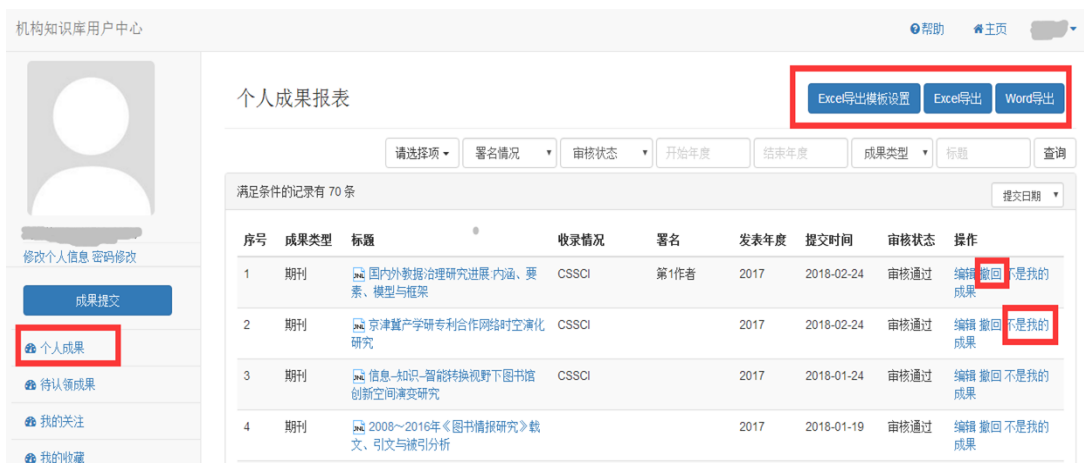 机构知识库用户中心 帮助 主页
个人成果报表 Excel导出模板设置 Excel导出 Word导出
请选择项 署名情况 审核状态 开始年度 结束年度 成果类型 标题 查询
满足条件的记录有 70 条 提交日期
修改个人信息 密码修改
成果提交
个人成果
待认领成果
我的关注
我的收藏
序号 成果类型 标题 收录情况 署名 发表年度 提交时间 审核状态 操作
1 期刊 国内外数据治理研究进展:内涵、要 CSSCI 第1作者 2017 2018-02-24 审核通过 编辑 撤回 不是我的
素、模型与框架 成果
2 期刊 京津冀产学研专利合作网络时空演化 CSSCI 2017 2018-02-24 审核通过 编辑 撤回 不是我的
研究 成果
3 期刊 信息–知识–智能转换视野下图书馆 CSSCI 2017 2018-01-24 审核通过 编辑 撤回 不是我的
创新空间演变研究 成果
4 期刊 2008～2016年《图书情报研究》载 2017 2018-01-19 审核通过 编辑 撤回 不是我的
文、引文与被引分析 成果